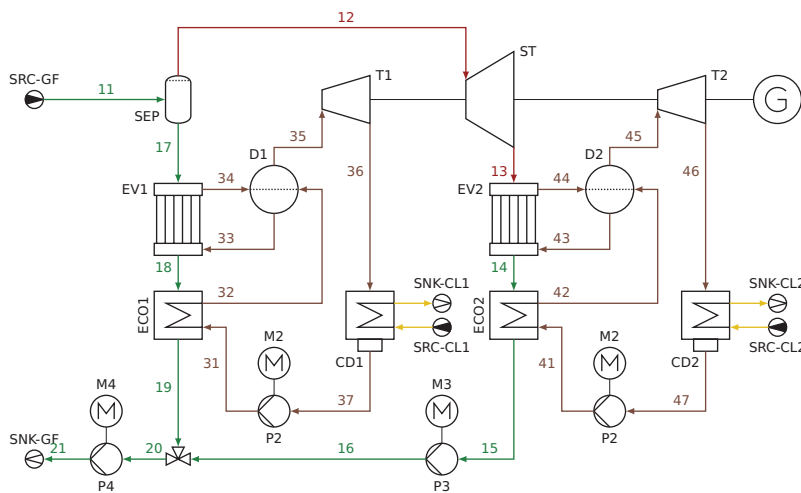 12
ST
T1
T2
SRC-GF
11
SEP
G
17
35
D1
36
45
D2
46
EV1
34
13
EV2
44
33
43
18
14
SNK-CL1
SNK-CL2
ECO1
32
ECO2
42
SRC-CL1
SRC-CL2
M2
M2
31
CD1
41
CD2
M4
19
M
M3
M
M
37
M
47
SNK-GF
P2
P2
21
20
16
15
P4
P3